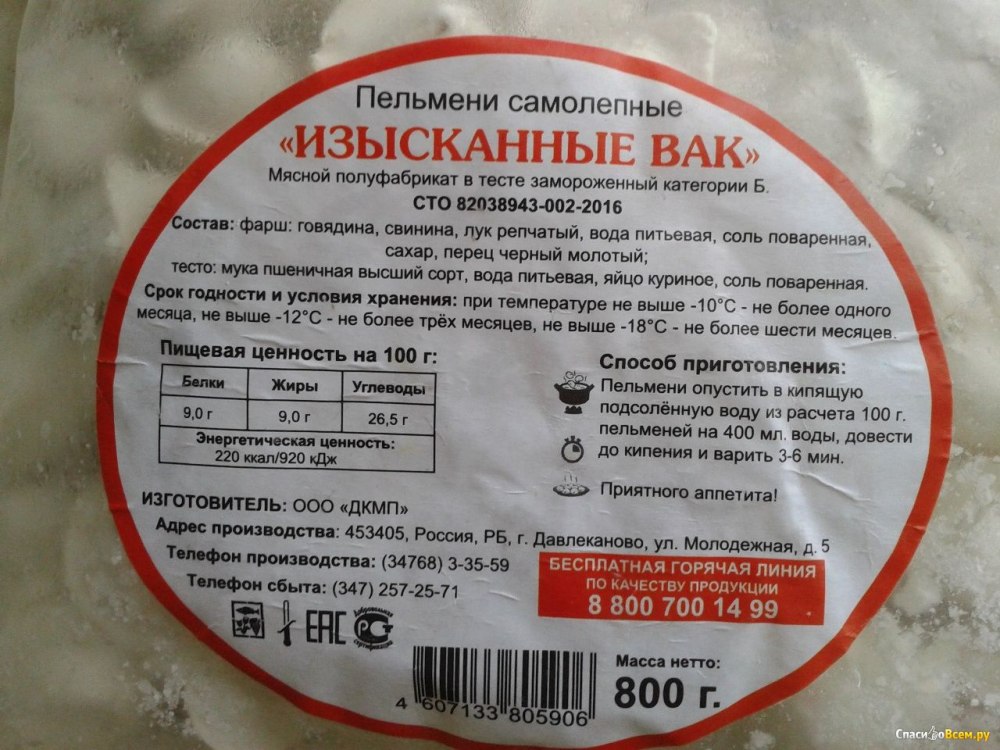 Пельмени самолепные
«ИЗЫСКАННЫЕ ВАК»
Мясной полуфабрикат в тесте замороженный категории Б.
СТО 82038943-002-2016
Состав: фарш: говядина, свинина, лук репчатый, вода питьевая, соль поваренная,
сахар, перец черный молотый;
тесто: мука пшеничная высший сорт, вода питьевая, яйцо куриное, соль поваренная.
Срок годности и условия хранения: при температуре не выше -10°С - не более одного
месяца, не выше -12°С - не более трёх месяцев, не выше -18°С - не более шести месяцев.
Пищевая ценность на 100 г:
Белки Жиры Углеводы
9,0 г 9,0 г 26,5 г
Энергетическая ценность:
220 ккал/920 кДж
Способ приготовления:
Пельмени опустить в кипящую
подсолённую воду из расчета 100 г.
пельменей на 400 мл. воды, довести
до кипения и варить 3-6 мин.
Приятного аппетита!
ИЗГОТОВИТЕЛЬ: ООО «ДКМП»
Адрес производства: 453405, Россия, РБ, г. Давлеканово, ул. Молодежная, д. 5
Телефон производства: (34768) 3-35-59
Телефон сбыта: (347) 257-25-71
БЕСПЛАТНАЯ ГОРЯЧАЯ ЛИНИЯ
ПО КАЧЕСТВУ ПРОДУКЦИИ
8 800 700 14 99
ЕАС
Добровольная
РСТ
сертификация
4 607133 805906
Масса нетто:
800 г.
СпасибоВсем.ру